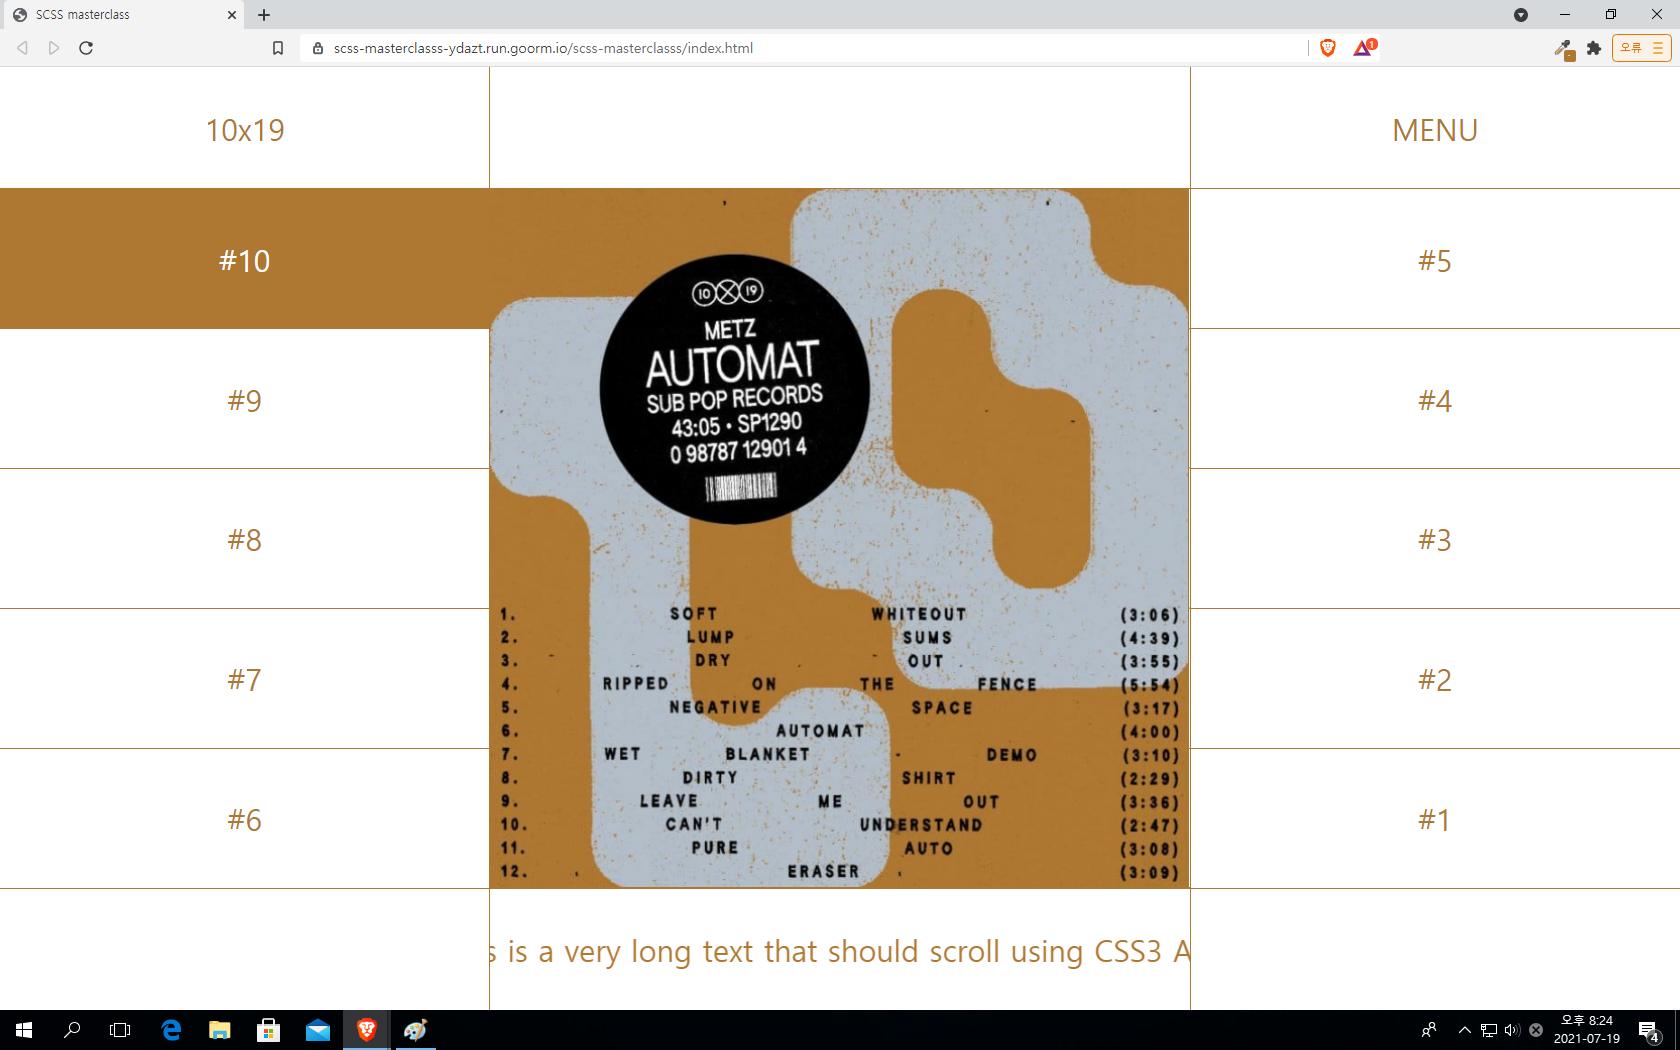 SCSS masterclass
scss-masterclasss-ydazt.run.goorm.io/scss-masterclasss/index.html
1
오류
10x19
MENU
#10
#9
#8
#7
#6
10 19
METZ
AUTOMAT
SUB POP RECORDS
43:05 • SP1290
0 98787 12901 4
1. SOFT WHITEOUT (3:06)
2. LUMP SUMS (4:39)
3. DRY OUT (3:55)
4. RIPPED ON THE FENCE (5:54)
5. NEGATIVE SPACE (3:17)
6. AUTOMAT (4:00)
7. WET BLANKET - DEMO (3:10)
8. DIRTY SHIRT (2:29)
9. LEAVE ME OUT (3:36)
10. CAN'T UNDERSTAND (2:47)
11. PURE AUTO (3:08)
12. ERASER (3:09)
#5
#4
#3
#2
#1
s is a very long text that should scroll using CSS3 A
오후 8:24
2021-07-19
4